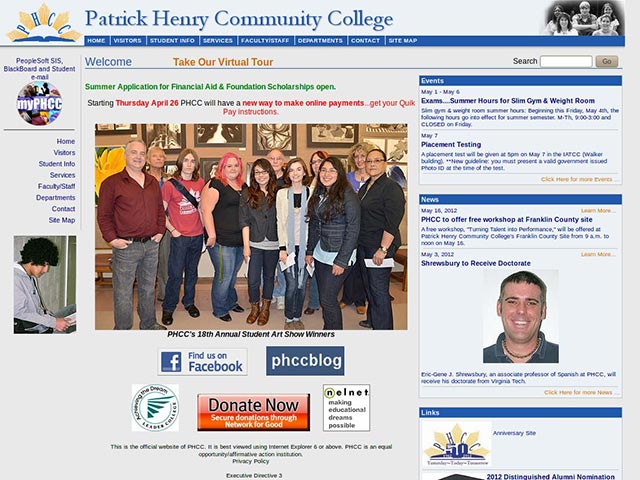 PHCC
Patrick Henry Community College
HOME VISITORS STUDENT INFO SERVICES FACULTY/STAFF DEPARTMENTS CONTACT SITE MAP
PeopleSoft SIS,
BlackBoard and Student
e-mail
myPHCC
Home
Visitors
Student Info
Services
Faculty/Staff
Departments
Contact
Site Map
Welcome Take Our Virtual Tour
Search Go
Summer Application for Financial Aid & Foundation Scholarships open.
Starting Thursday April 26 PHCC will have a new way to make online payments...get your Quik
Pay instructions.
PHCC's 18th Annual Student Art Show Winners
Find us on
Facebook
phccblog
Achieving the Dream
LEADER COLLEGE
Donate Now
Secure donations through
Network for Good
nelnet
making
educational
dreams
possible
This is the official website of PHCC. It is best viewed using Internet Explorer 6 or above. PHCC is an equal
opportunity/affirmative action institution.
Privacy Policy
Executive Directive 3
Events
May 1 - May 6
Exams....Summer Hours for Slim Gym & Weight Room
Slim gym & weight room summer hours: Beginning this Friday, May 4th, the
following hours go into effect for summer semester. M-Th, 9:00-3:00 and
CLOSED on Friday.
May 7
Placement Testing
A placement test will be given at 5pm on May 7 in the IATCC (Walker
building). **New guideline: you must present a valid government issued
Photo ID at the time of the test.
Click Here for more Events ...
News
May 16, 2012 Learn More...
PHCC to offer free workshop at Franklin County site
A free workshop, "Turning Talent into Performance," will be offered at
Patrick Henry Community College's Franklin County Site from 9 a.m. to
noon on May 16.
May 3, 2012 Learn More...
Shrewsbury to Receive Doctorate
Eric-Gene J. Shrewsbury, an associate professor of Spanish at PHCC, will
receive his doctorate from Virginia Tech.
Click Here for more News ...
Links
50
Yesterday•Today•Tomorrow
Anniversary Site
2012 Distinguished Alumni Nomination